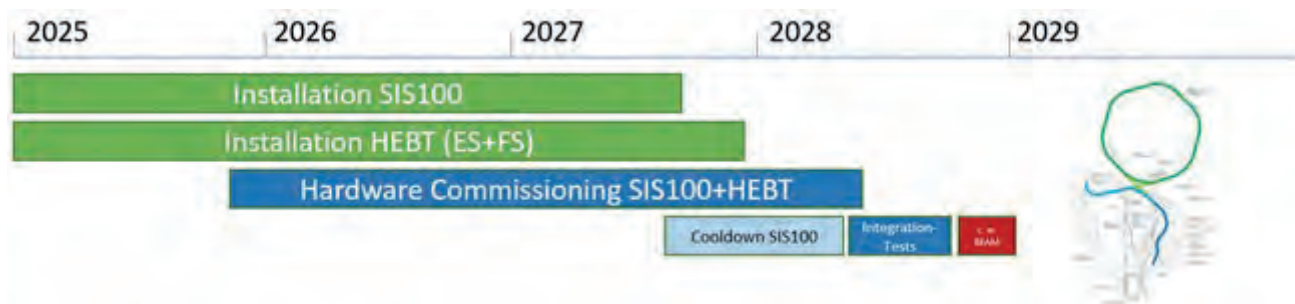 2025 2026 2027 2028 2029
Installation SIS100
Installation HEBT (ES+FS)
Hardware Commissioning SIS100+HEBT
Cooldown SIS100
Integration-
Tests
BEAM